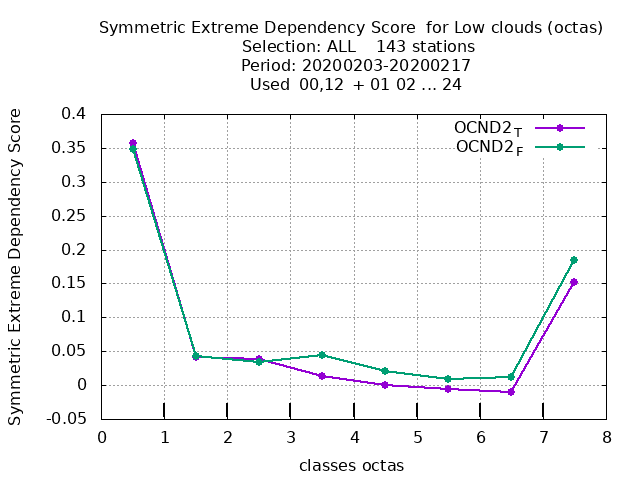 Symmetric Extreme Dependency Score for Low clouds (octas)
Selection: ALL 143 stations
Period: 20200203-20200217
Used 00,12 + 01 02 ... 24
Symmetric Extreme Dependency Score
0.4
0.35
0.3
0.25
0.2
0.15
0.1
0.05
0
-0.05
OCND2T
OCND2F
0 1 2 3 4 5 6 7 8
classes octas